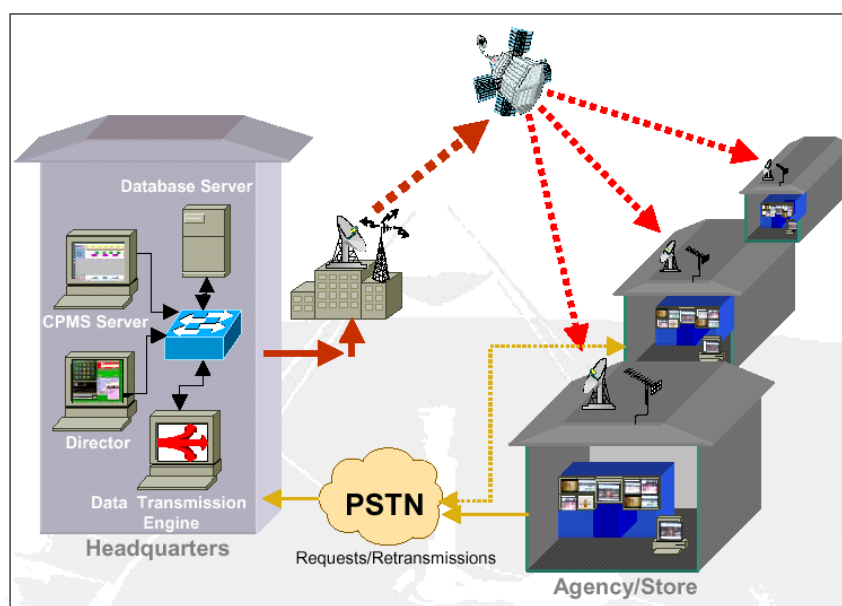 Database Server
CPMS Server
Director
Data Transmission
Engine
Headquarters
PSTN
Requests/Retransmissions
Agency/Store